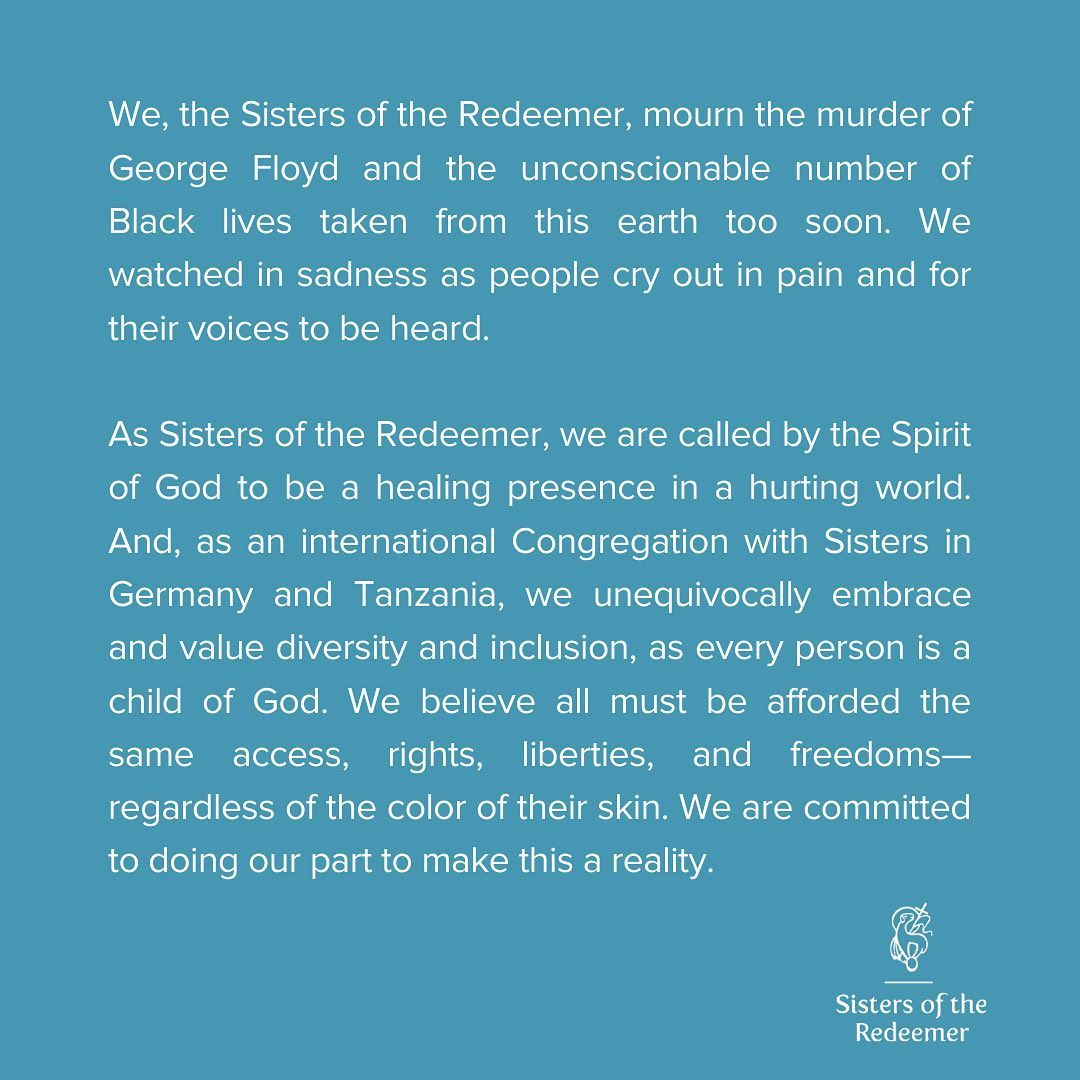 We, the Sisters of the Redeemer, mourn the murder of
George Floyd and the unconscionable number of
Black lives taken from this earth too soon. We
watched in sadness as people cry out in pain and for
their voices to be heard.
As Sisters of the Redeemer, we are called by the Spirit
of God to be a healing presence in a hurting world.
And, as an international Congregation with Sisters in
Germany and Tanzania, we unequivocally embrace
and value diversity and inclusion, as every person is a
child of God. We believe all must be afforded the
same access, rights, liberties, and freedoms—
regardless of the color of their skin. We are committed
to doing our part to make this a reality.
Sisters of the
Redeemer